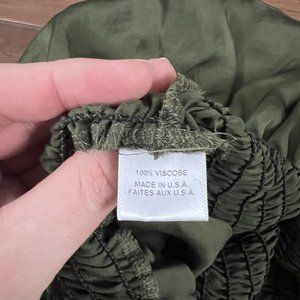 100% VISCOSE
MADE IN U.S.A.
FAITES AUX U.S.A.